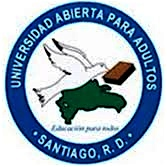 UNIVERSIDAD ABIERTA PARA ADULTOS
Educación para todos
• SANTIAGO, R. D. •